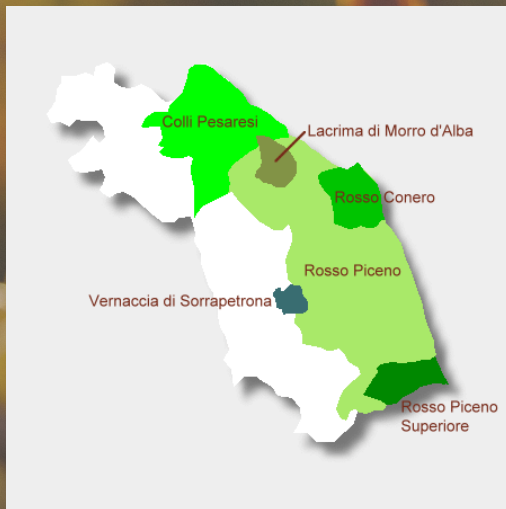 Colli Pesaresi
Lacrima di Morro d'Alba
Rosso Conero
Rosso Piceno
Vernaccia di Sorrapetrona
Rosso Piceno
Superiore